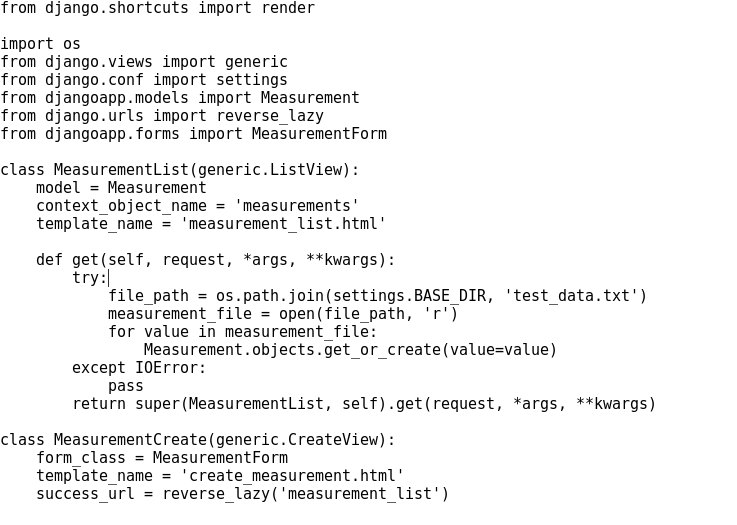 from django.shortcuts import render

import os
from django.views import generic
from django.conf import settings
from djangoapp.models import Measurement
from django.urls import reverse_lazy
from djangoapp.forms import MeasurementForm

class MeasurementList(generic.ListView):
    model = Measurement
    context_object_name = 'measurements'
    template_name = 'measurement_list.html'

    def get(self, request, *args, **kwargs):
        try:
            file_path = os.path.join(settings.BASE_DIR, 'test_data.txt')
            measurement_file = open(file_path, 'r')
            for value in measurement_file:
                Measurement.objects.get_or_create(value=value)
        except IOError:
            pass
        return super(MeasurementList, self).get(request, *args, **kwargs)

class MeasurementCreate(generic.CreateView):
    form_class = MeasurementForm
    template_name = 'create_measurement.html'
    success_url = reverse_lazy('measurement_list')